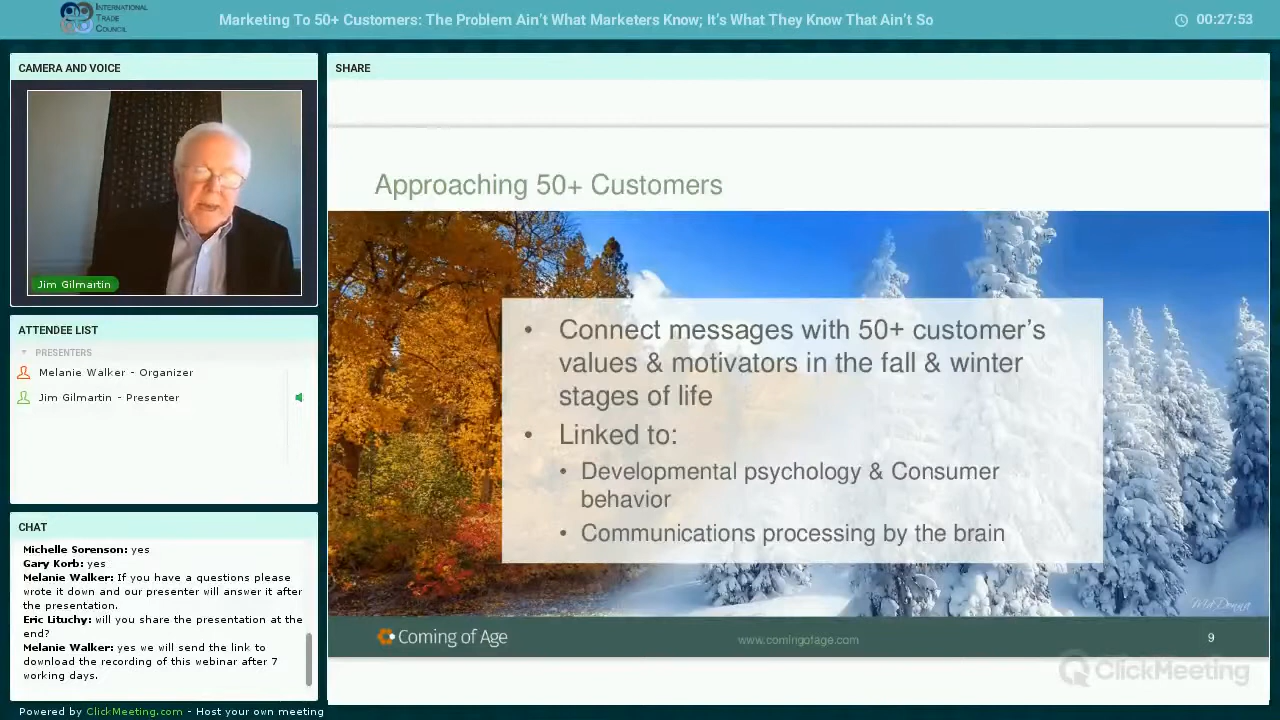 INTERNATIONAL
TRADE
COUNCIL
Marketing To 50+ Customers: The Problem Ain't What Marketers Know; It's What They Know That Ain't So
00:27:53
CAMERA AND VOICE
Jim Gilmartin
ATTENDEE LIST
PRESENTERS
Melanie Walker - Organizer
Jim Gilmartin - Presenter
CHAT
Michelle Sorenson: yes
Gary Korb: yes
Melanie Walker: If you have a questions please
wrote it down and our presenter will answer it after
the presentation.
Eric Lituchy: will you share the presentation at the
end?
Melanie Walker: yes we will send the link to
download the recording of this webinar after 7
working days.
SHARE
Approaching 50+ Customers
• Connect messages with 50+ customer's
values & motivators in the fall & winter
stages of life
• Linked to:
• Developmental psychology & Consumer
behavior
• Communications processing by the brain
Coming of Age
www.comingofage.com
9
ClickMeeting
Powered by ClickMeeting.com - Host your own meeting